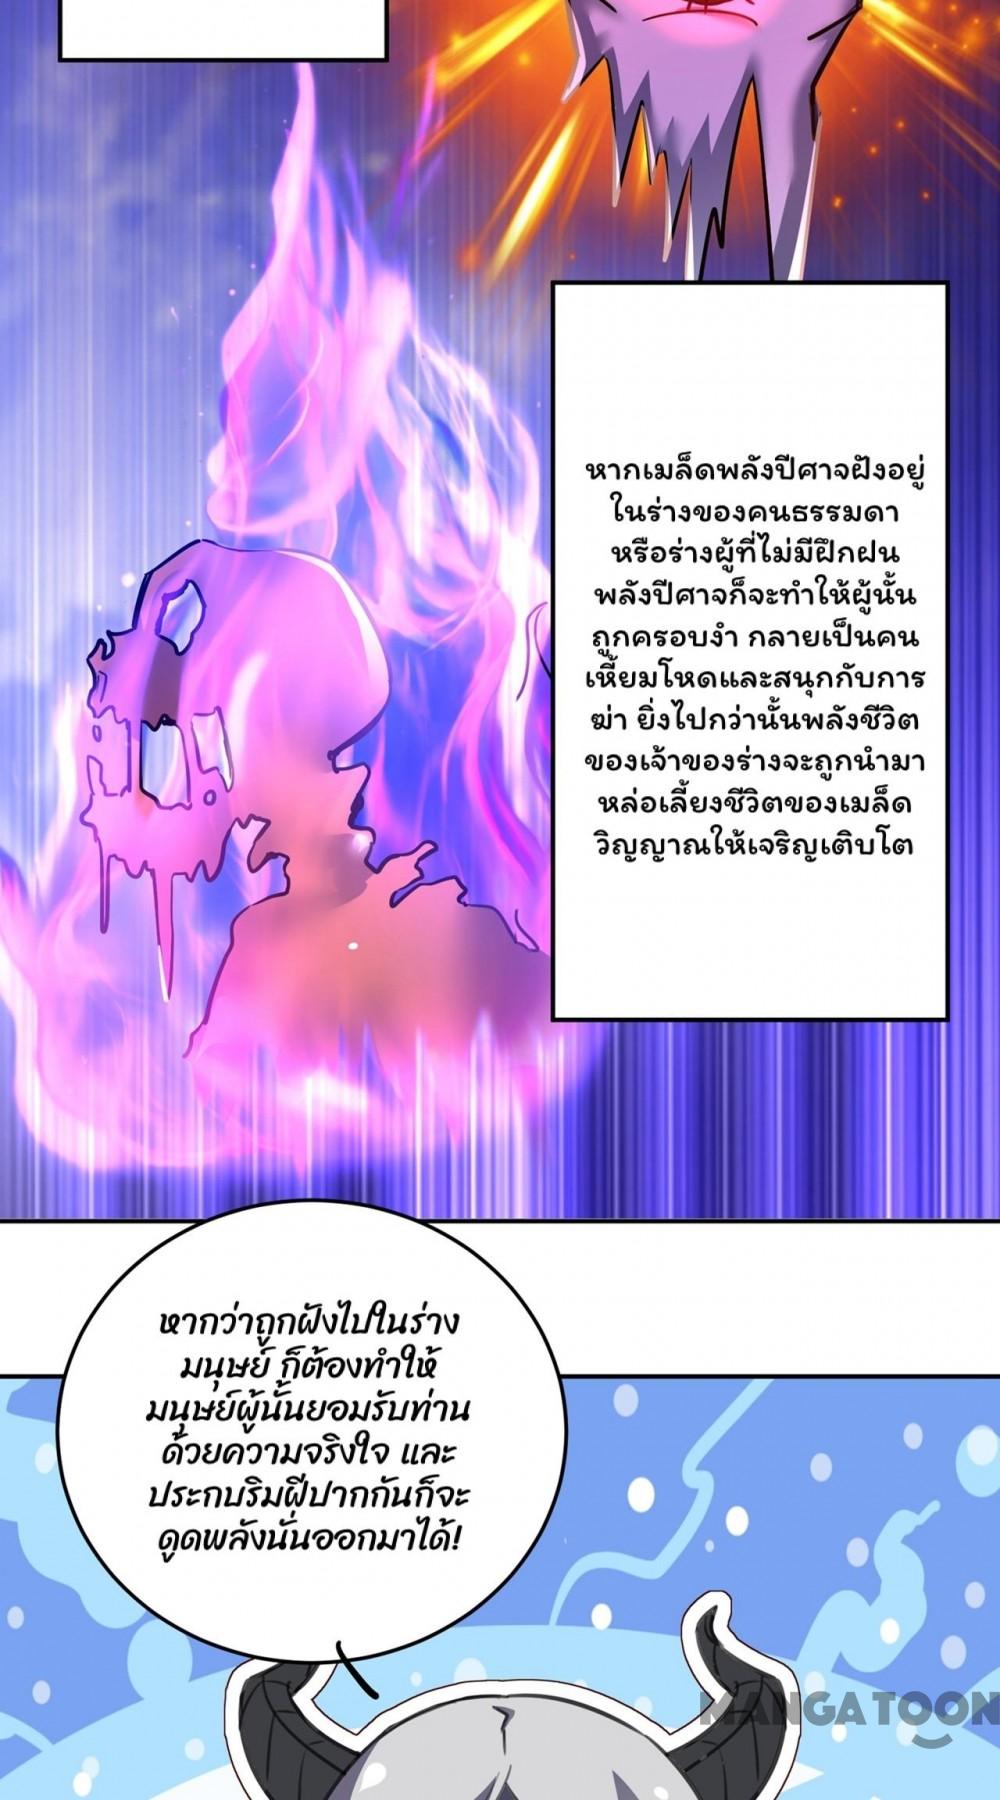 หากเมล็ดพลังปีศาจฝังอยู่
ในร่างของคนธรรมดา
หรือร่างผู้ที่ไม่มีฝึกฝน
พลังปีศาจก็จะทำให้ผู้นั้น
ถูกครอบงำ กลายเป็นคน
เหี้ยมโหดและสนุกกับการ
ฆ่า ยิ่งไปกว่านั้นพลังชีวิต
ของเจ้าของร่างจะถูกนำมา
หล่อเลี้ยงชีวิตของเมล็ด
วิญญาณให้เจริญเติบโต
หากว่าถูกฝังไปในร่าง
มนุษย์ ก็ต้องทำให้
มนุษย์ผู้นั้นยอมรับท่าน
ด้วยความจริงใจ และ
ประกบริมฝีปากกันก็จะ
ดูดพลังนั่นออกมาได้!
MANGATOON